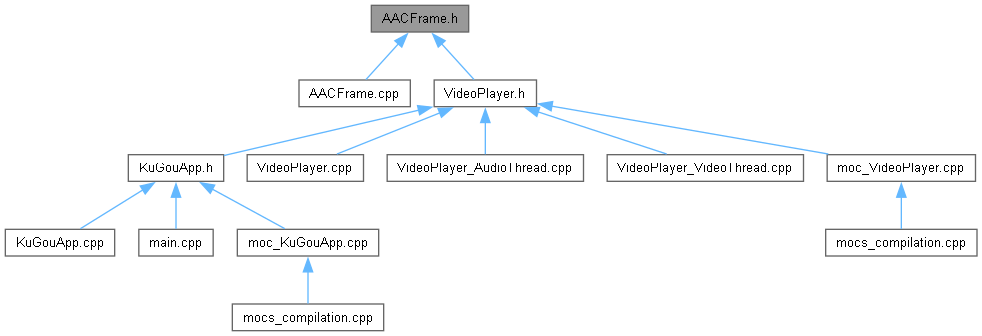 AACFrame.h
AACFrame.cpp
VideoPlayer.h
KuGouApp.h
VideoPlayer.cpp
VideoPlayer_AudioThread.cpp
VideoPlayer_VideoThread.cpp
moc_VideoPlayer.cpp
KuGouApp.cpp
main.cpp
moc_KuGouApp.cpp
mocs_compilation.cpp
mocs_compilation.cpp